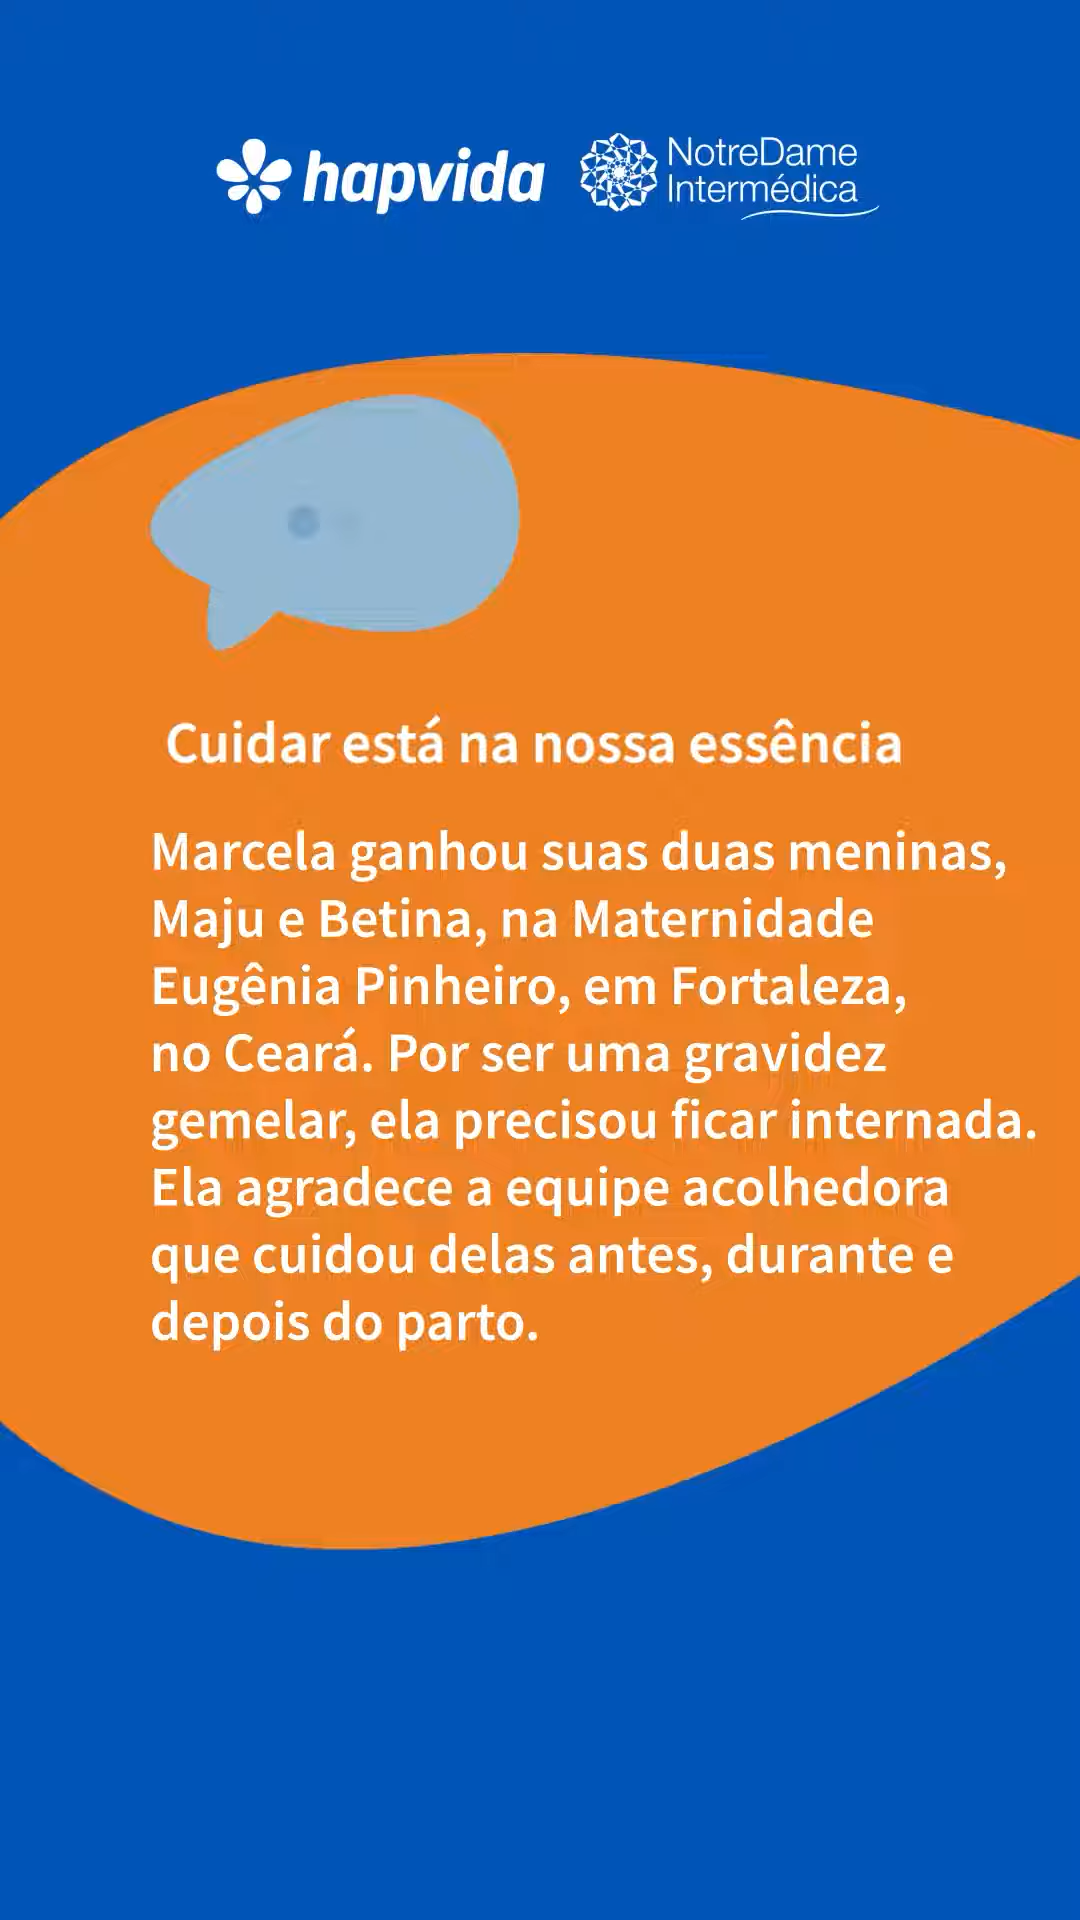 hapvida
NotreDame
Intermédica
Cuidar está na nossa essência
Marcela ganhou suas duas meninas,
Maju e Betina, na Maternidade
Eugênia Pinheiro, em Fortaleza,
no Ceará. Por ser uma gravidez
gemelar, ela precisou ficar internada.
Ela agradece a equipe acolhedora
que cuidou delas antes, durante e
depois do parto.